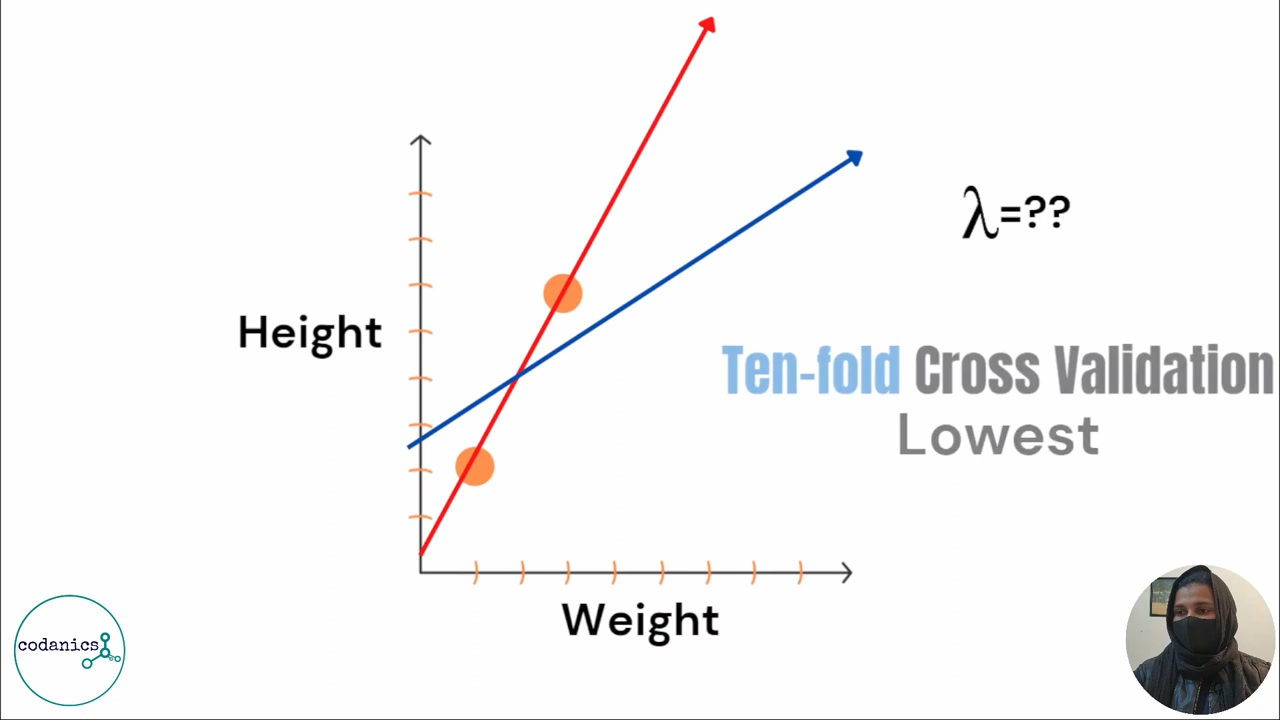 λ=??
Height
Ten-fold Cross Validation
Lowest
Weight
codanics